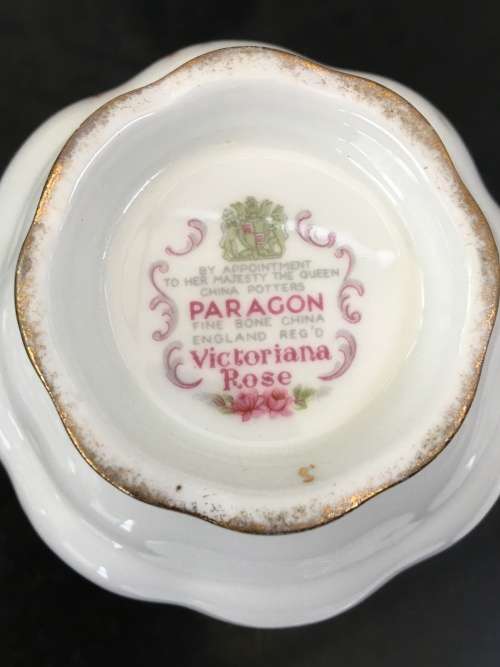 BY APPOINTMENT
TO HER MAJESTY THE QUEEN
CHINA POTTERS
PARAGON
FINE BONE CHINA
ENGLAND REG'D
Victoriana
Rose